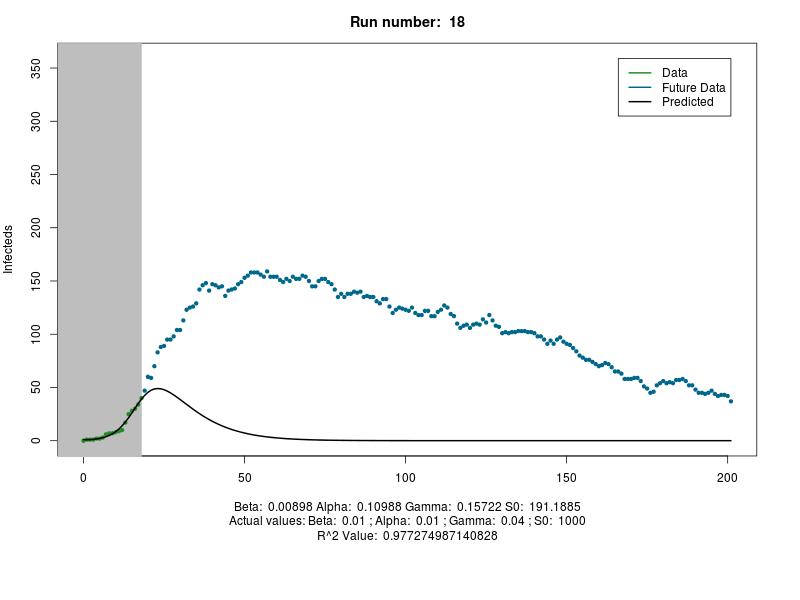 Run number:  18
350
300
250
200
150
100
50
0
Infecteds
Data
Future Data
Predicted
0 50 100 150 200
Beta:  0.00898 Alpha:  0.10988 Gamma:  0.15722 S0:  191.1885
Actual values: Beta:  0.01 ; Alpha:  0.01 ; Gamma:  0.04 ; S0:  1000
R^2 Value:  0.977274987140828